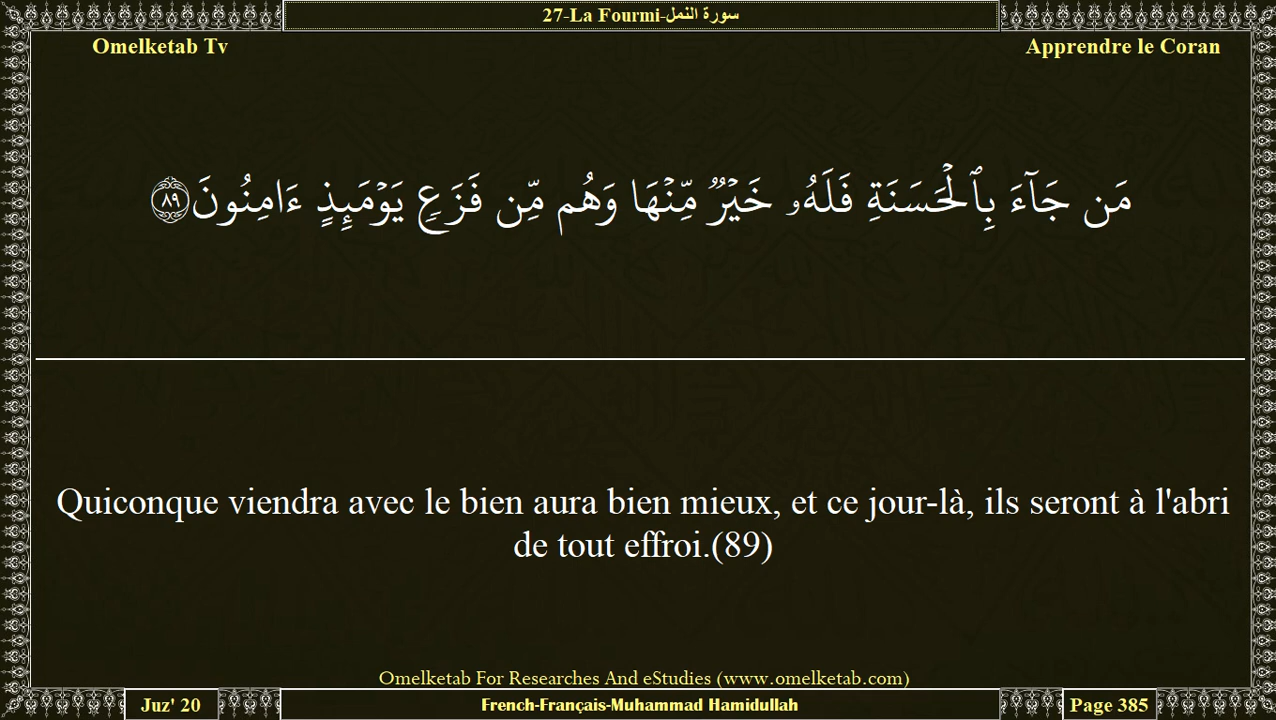 27-La Fourmi-سورة النمل
Omelketab Tv
Apprendre le Coran
مَن جَآءَ بِٱلْحَسَنَةِ فَلَهُۥ خَيْرٌۭ مِّنْهَا وَهُم مِّن فَزَعٍۢ يَوْمَئِذٍ ءَامِنُونَ ﴿٨٩﴾
Quiconque viendra avec le bien aura bien mieux, et ce jour-là, ils seront à l'abri
de tout effroi.(89)
Omelketab For Researches And eStudies (www.omelketab.com)
Juz' 20
French-Français-Muhammad Hamidullah
Page 385